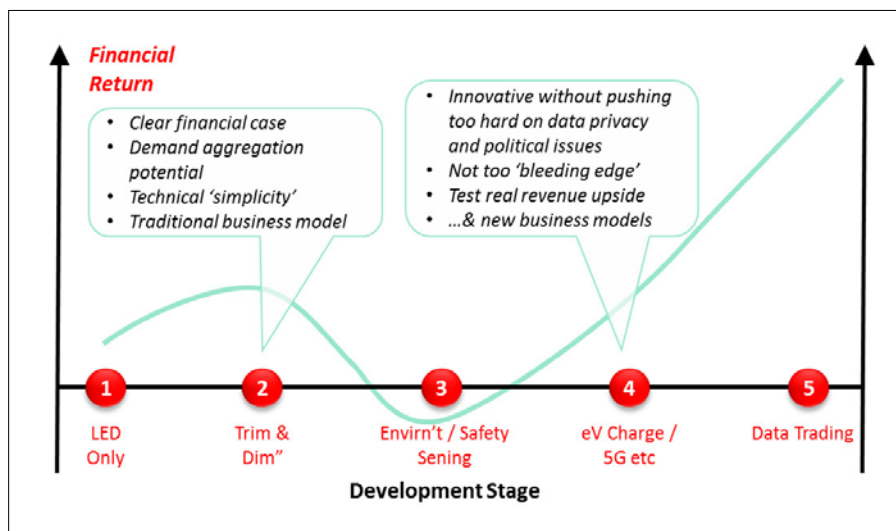 Financial
Return
• Clear financial case
• Demand aggregation
potential
• Technical ‘simplicity’
• Traditional business model
• Innovative without pushing
too hard on data privacy
and political issues
• Not too ‘bleeding edge’
• Test real revenue upside
• ...& new business models
1
2
3
4
5
LED
Only
Trim &
Dim”
Envirn’t / Safety
Sening
eV Charge /
5G etc
Data Trading
Development Stage